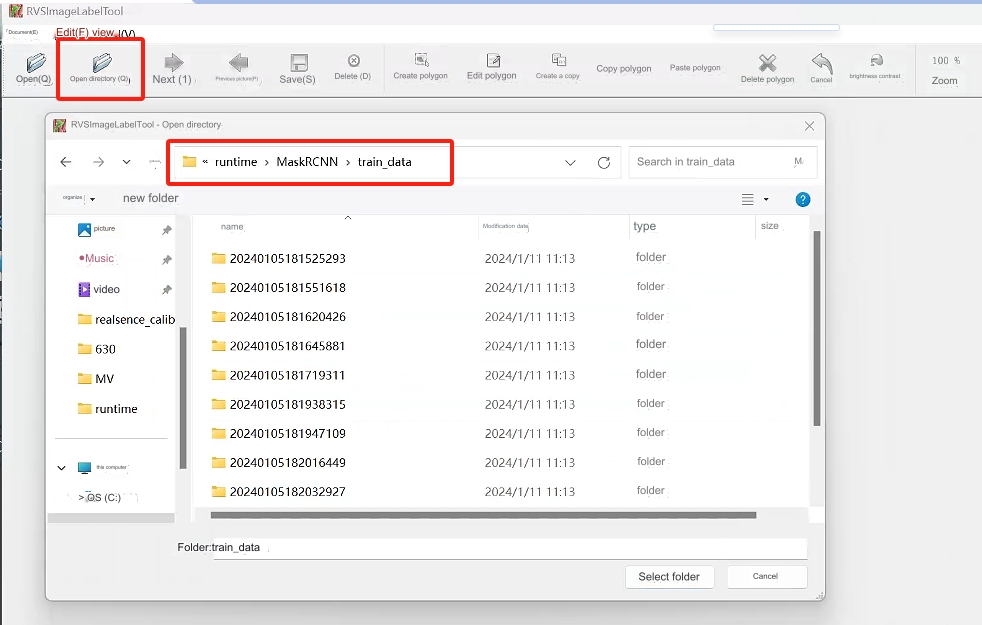 RVSImageLabelTool
Document(E) Edit(F) view (V)
Open(Q) Open directory (Q) Next (1) Previous picture(P) Save(S) Delete (D) Create polygon Edit polygon Create a copy Copy polygon Paste polygon Delete polygon Cancel brightness contrast 100 % Zoom
RVSImageLabelTool - Open directory
« runtime › MaskRCNN › train_data Search in train_data
organize new folder
name Modification date type size
picture
Music
video
realsence_calib
630
MV
runtime
this computer
> OS (C:)
20240105181525293 2024/1/11 11:13 folder
20240105181551618 2024/1/11 11:13 folder
20240105181620426 2024/1/11 11:13 folder
20240105181645881 2024/1/11 11:13 folder
20240105181719311 2024/1/11 11:13 folder
20240105181938315 2024/1/11 11:13 folder
20240105181947109 2024/1/11 11:13 folder
20240105182016449 2024/1/11 11:13 folder
20240105182032927 2024/1/11 11:13 folder
Folder:train_data
Select folder Cancel